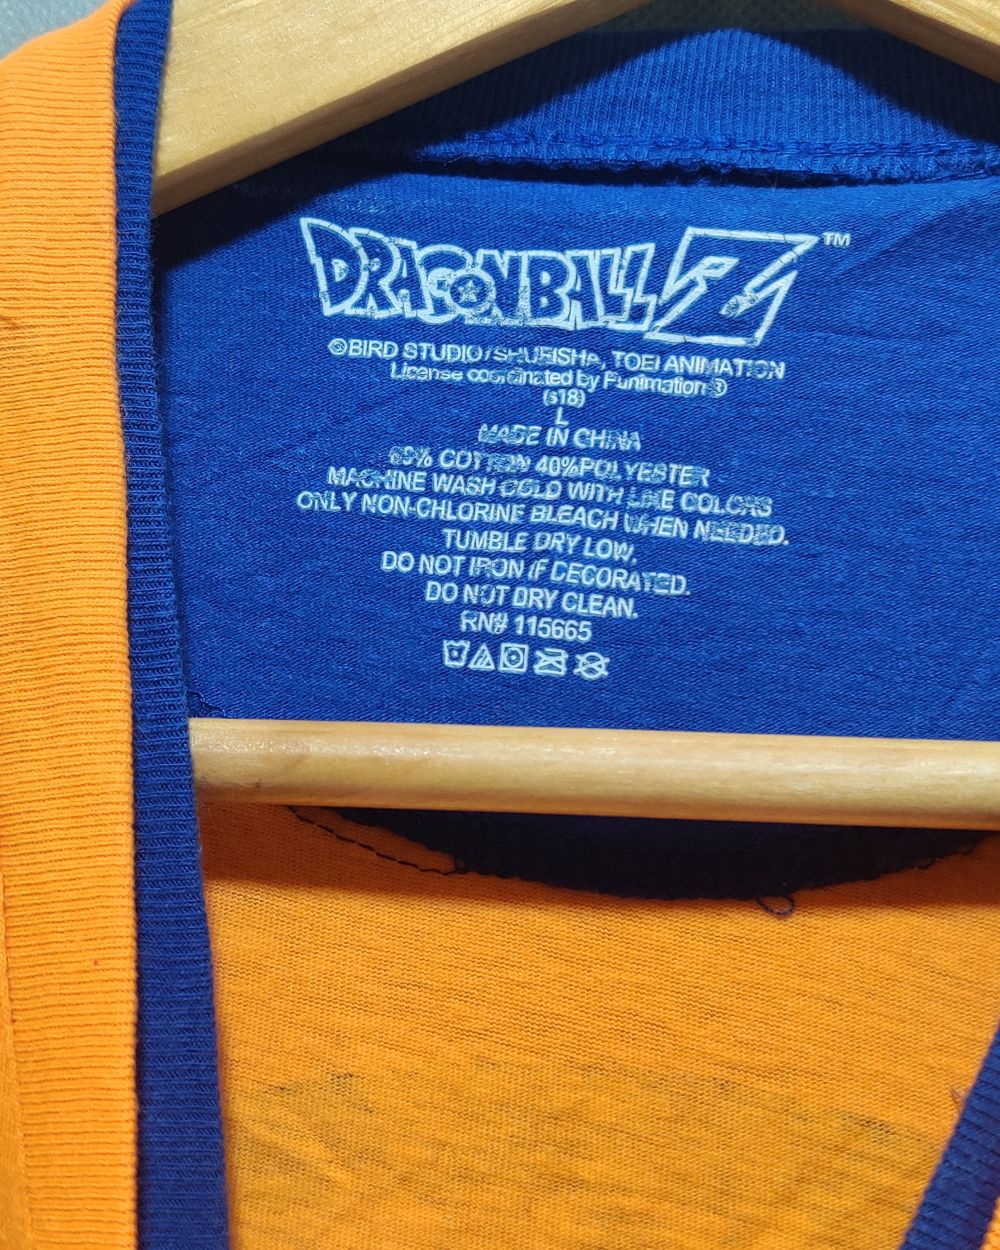 DRAGONBALL Z™
©BIRD STUDIO/SHUEISHA, TOEI ANIMATION
License coordinated by Funimation®
(s18)
L
MADE IN CHINA
60% COTTON 40%POLYESTER
MACHINE WASH COLD WITH LIKE COLORS
ONLY NON-CHLORINE BLEACH WHEN NEEDED.
TUMBLE DRY LOW.
DO NOT IRON IF DECORATED.
DO NOT DRY CLEAN.
RN# 115665